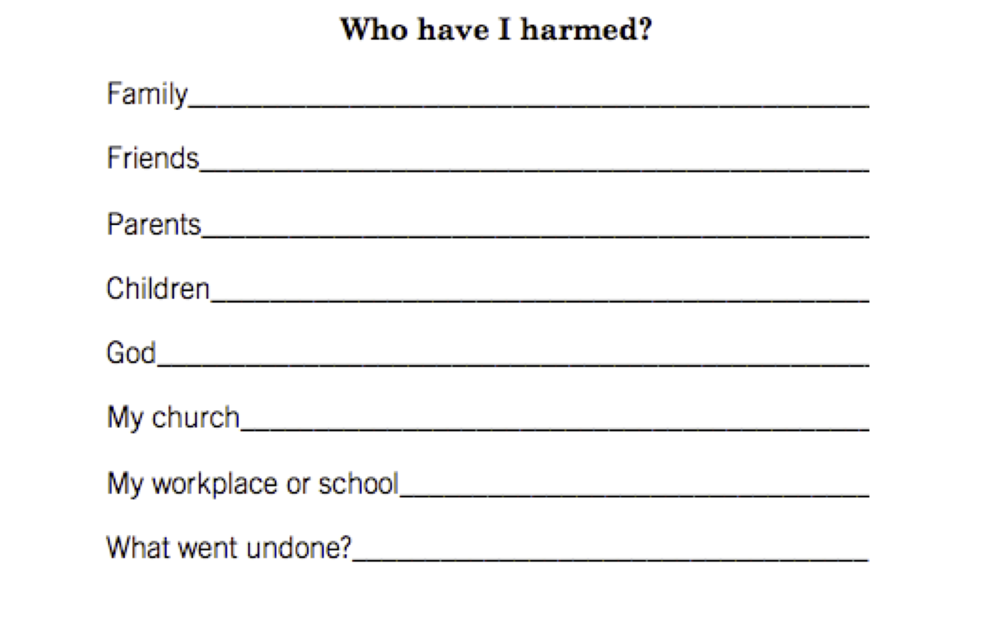 Who have I harmed?
Family
Friends
Parents
Children
God
My church
My workplace or school
What went undone?